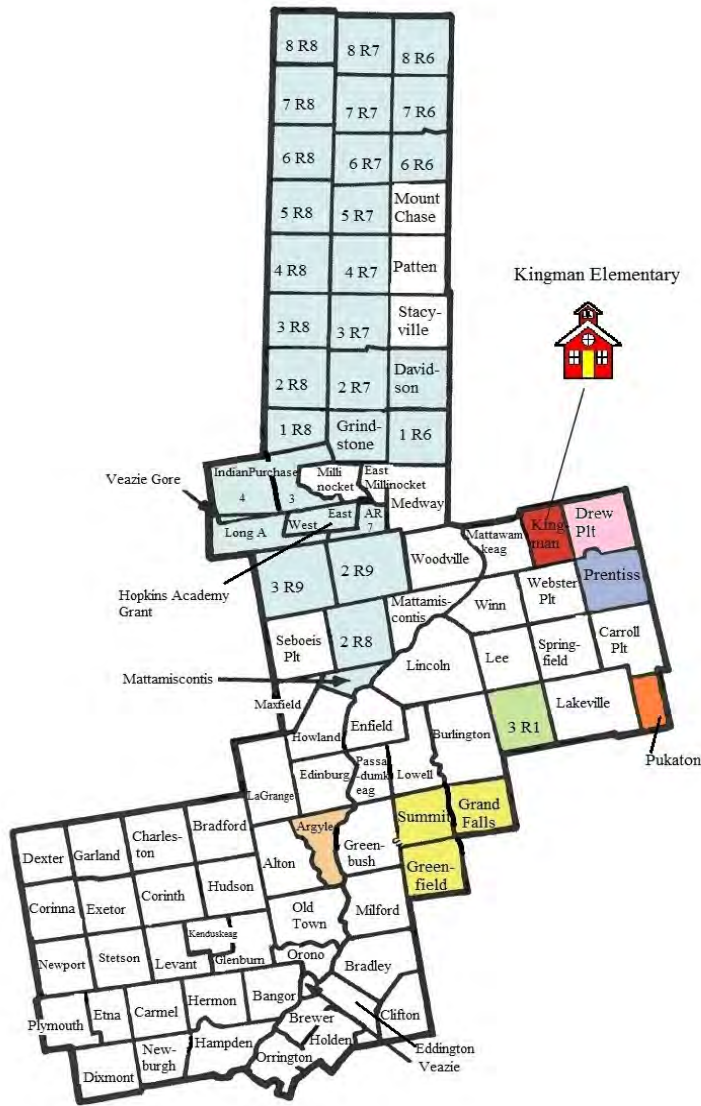 8 R8
8 R7
8 R6
7 R8
7 R7
7 R6
6 R8
6 R7
6 R6
5 R8
5 R7
Mount
Chase
4 R8
4 R7
Patten
Kingman Elementary
3 R8
3 R7
Stacy-
ville
2 R8
2 R7
David-
son
1 R8
Grind-
stone
1 R6
Veazie Gore
IndianPurchase
4
3
Milli
nocket
East
Millinocket
Medway
Long A
West
East
AR
7
Hopkins Academy
Grant
3 R9
2 R9
Woodville
Mattawam
keag
King-
man
Drew
Plt
Prentiss
Webster
Plt
Winn
Mattamis-
contis
Seboeis
Plt
2 R8
Mattamiscontis
Lincoln
Lee
Spring-
field
Carroll
Plt
Maxfield
Howland
Enfield
Burlington
3 R1
Lakeville
Pukaton
LaGrange
Edinburg
Passa
-dumk
eag
Lowell
Summit
Grand
Falls
Green-
field
Argyle
Green-
bush
Alton
Dexter
Garland
Charles-
ton
Bradford
Corinna
Exetor
Corinth
Hudson
Old
Town
Milford
Kenduskeag
Newport
Stetson
Levant
Glenburn
Orono
Bradley
Plymouth
Etna
Carmel
Hermon
Bangor
Clifton
Brewer
Holden
Eddington
Veazie
Dixmont
New-
burgh
Hampden
Orrington